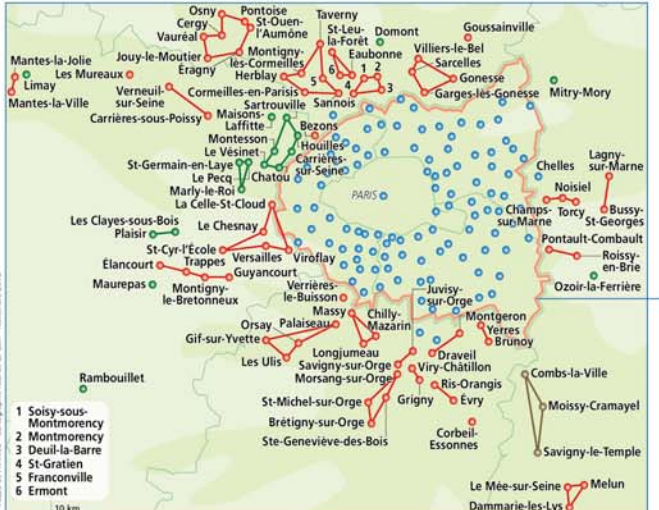 Osny
Pontoise
Cergy
St-Ouen-
l'Aumône
Vauréal
Jouy-le-Moutier
Éragny
Montigny-
lès-Cormeilles
Herblay
Cormeilles-en-Parisis
Taverny
St-Leu-
la-Forêt
Eaubonne
Domont
Sannois
5
6
1
2
4
3
Goussainville
Villiers-le-Bel
Sarcelles
Gonesse
Garges-lès-Gonesse
Mitry-Mory
Mantes-la-Jolie
Les Mureaux
Limay
Mantes-la-Ville
Verneuil-
sur-Seine
Carrières-sous-Poissy
Sartrouville
Maisons-
Laffitte
Bezons
Montesson
Houilles
Le Vésinet
Carrières-
sur-Seine
St-Germain-en-Laye
Chatou
Le Pecq
Marly-le-Roi
La Celle-St-Cloud
PARIS
Chelles
Lagny-
sur-Marne
Noisiel
Champs-
sur-Marne
Torcy
Bussy-
St-Georges
Pontault-Combault
Roissy-
en-Brie
Ozoir-la-Ferrière
Les Clayes-sous-Bois
Plaisir
Le Chesnay
St-Cyr-l'École
Versailles
Viroflay
Élancourt
Trappes
Guyancourt
Maurepas
Montigny-
le-Bretonneux
Verrières-
le-Buisson
Juvisy-
sur-Orge
Massy
Chilly-
Mazarin
Orsay
Palaiseau
Gif-sur-Yvette
Les Ulis
Longjumeau
Montgeron
Yerres
Brunoy
Savigny-sur-Orge
Draveil
Morsang-sur-Orge
Viry-Châtillon
Ris-Orangis
Grigny
Évry
St-Michel-sur-Orge
Brétigny-sur-Orge
Ste-Geneviève-des-Bois
Corbeil-
Essonnes
Combs-la-Ville
Moissy-Cramayel
Savigny-le-Temple
Le Mée-sur-Seine
Melun
Dammarie-les-Lys
Rambouillet
1 Soisy-sous-
Montmorency
2 Montmorency
3 Deuil-la-Barre
4 St-Gratien
5 Franconville
6 Ermont
10 km